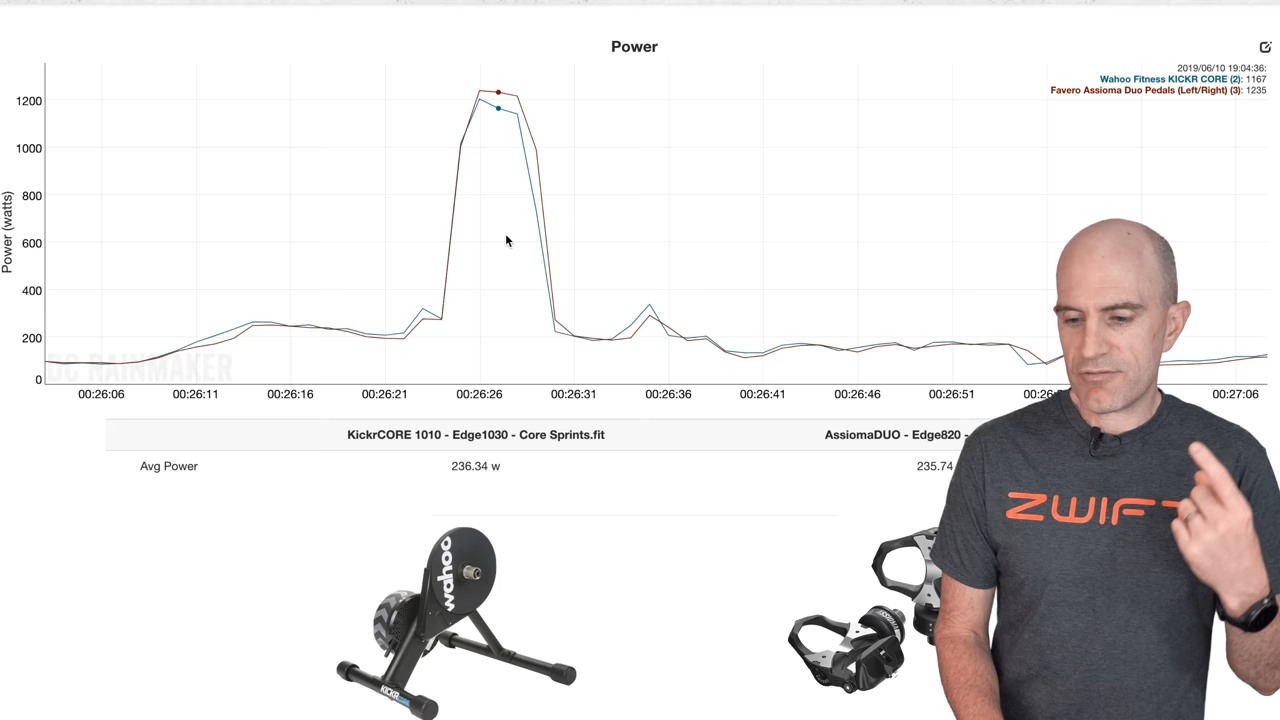 Power
2019/06/10 19:04:36:
Wahoo Fitness KICKR CORE (2): 1167
Favero Assioma Duo Pedals (Left/Right) (3): 1235
Power (watts)
1200
1000
800
600
400
200
0
DC RAINMAKER
00:26:06 00:26:11 00:26:16 00:26:21 00:26:26 00:26:31 00:26:36 00:26:41 00:26:46 00:26:51 00:27:06
KickrCORE 1010 - Edge1030 - Core Sprints.fit AssiomaDUO - Edge820 -
Avg Power 236.34 w 235.74
wahoo
KICKR
ASSIOMA
ZWIFT